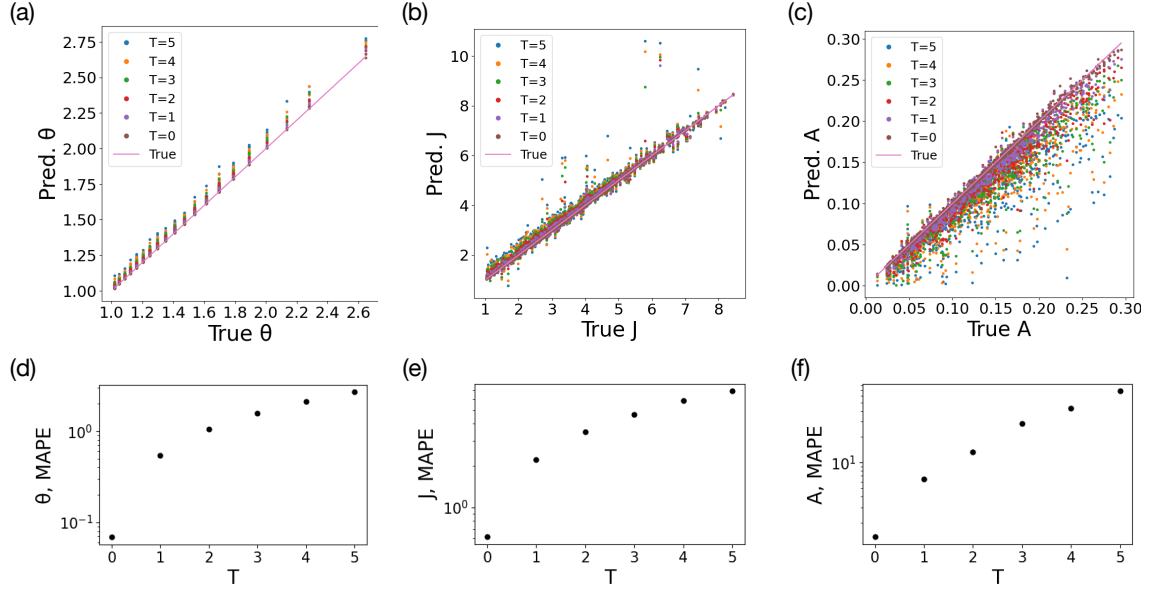 (a)
(b)
(c)
T=5
T=4
T=3
T=2
T=1
T=0
True
2.75
2.50
2.25
2.00
1.75
1.50
1.25
1.00
Pred. θ
1.0 1.2 1.4 1.6 1.8 2.0 2.2 2.4 2.6
True θ
T=5
T=4
T=3
T=2
T=1
T=0
True
10
8
6
4
2
Pred. J
1 2 3 4 5 6 7 8
True J
T=5
T=4
T=3
T=2
T=1
T=0
True
0.30
0.25
0.20
0.15
0.10
0.05
0.00
Pred. A
0.00 0.05 0.10 0.15 0.20 0.25 0.30
True A
(d)
(e)
(f)
10⁰
10⁻¹
θ, MAPE
0 1 2 3 4 5
T
10⁰
J, MAPE
0 1 2 3 4 5
T
10¹
A, MAPE
0 1 2 3 4 5
T